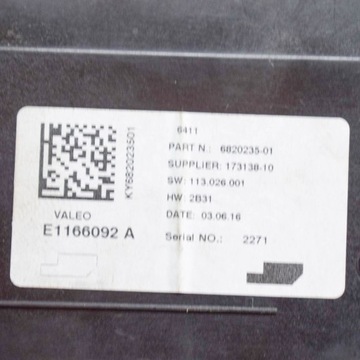 6411
PART N.: 6820235-01
SUPPLIER: 173138-10
SW: 113.026.001
HW: 2B31
DATE: 03.06.16
Serial NO.: 2271
KY682023501
VALEO
E1166092 A